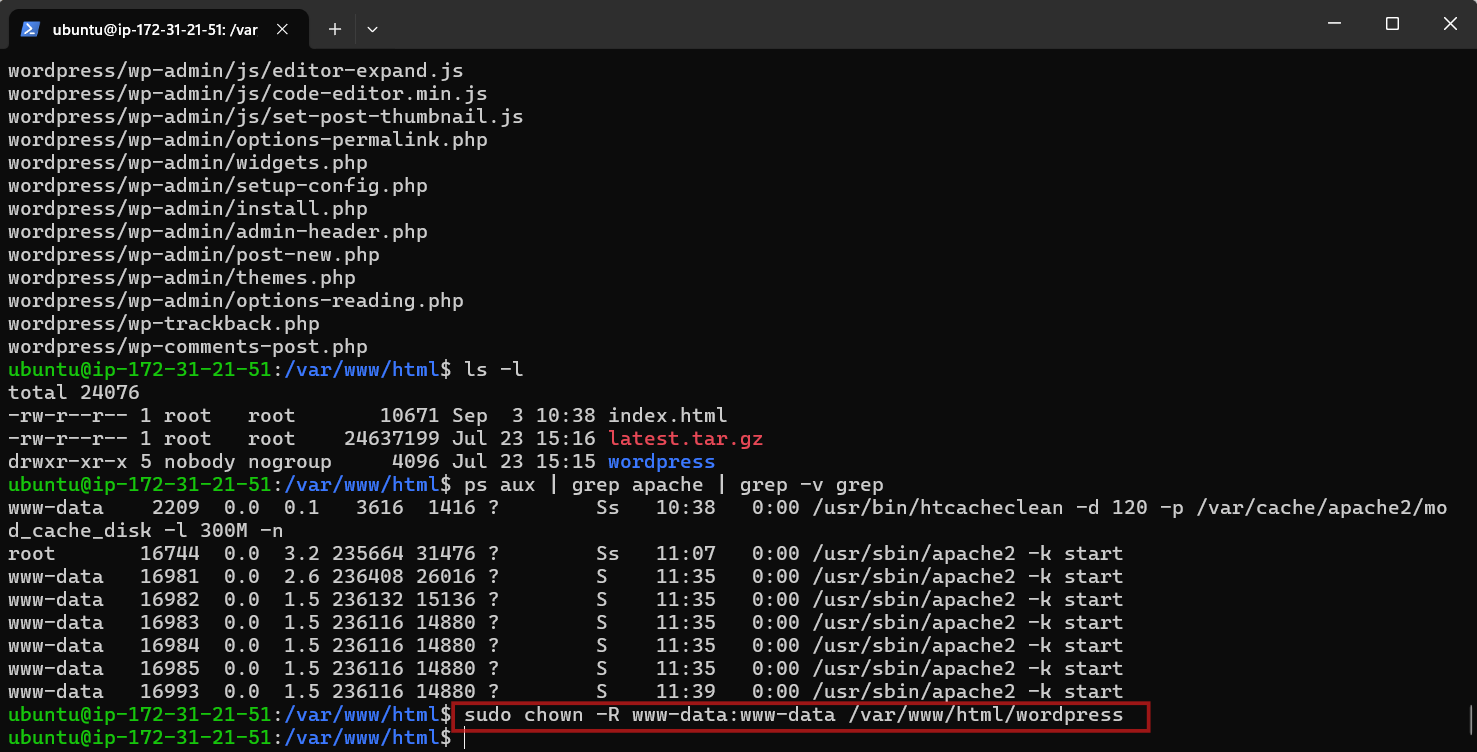 ubuntu@ip-172-31-21-51: /var
wordpress/wp-admin/js/editor-expand.js
wordpress/wp-admin/js/code-editor.min.js
wordpress/wp-admin/js/set-post-thumbnail.js
wordpress/wp-admin/options-permalink.php
wordpress/wp-admin/widgets.php
wordpress/wp-admin/setup-config.php
wordpress/wp-admin/install.php
wordpress/wp-admin/admin-header.php
wordpress/wp-admin/post-new.php
wordpress/wp-admin/themes.php
wordpress/wp-admin/options-reading.php
wordpress/wp-trackback.php
wordpress/wp-comments-post.php
ubuntu@ip-172-31-21-51:/var/www/html$ ls -l
total 24076
-rw-r--r-- 1 root   root       10671 Sep  3 10:38 index.html
-rw-r--r-- 1 root   root    24637199 Jul 23 15:16 latest.tar.gz
drwxr-xr-x 5 nobody nogroup     4096 Jul 23 15:15 wordpress
ubuntu@ip-172-31-21-51:/var/www/html$ ps aux | grep apache | grep -v grep
www-data    2209  0.0  0.1   3616  1416 ?        Ss   10:38   0:00 /usr/bin/htcacheclean -d 120 -p /var/cache/apache2/mo
d_cache_disk -l 300M -n
root       16744  0.0  3.2 235664 31476 ?        Ss   11:07   0:00 /usr/sbin/apache2 -k start
www-data   16981  0.0  2.6 236408 26016 ?        S    11:35   0:00 /usr/sbin/apache2 -k start
www-data   16982  0.0  1.5 236132 15136 ?        S    11:35   0:00 /usr/sbin/apache2 -k start
www-data   16983  0.0  1.5 236116 14880 ?        S    11:35   0:00 /usr/sbin/apache2 -k start
www-data   16984  0.0  1.5 236116 14880 ?        S    11:35   0:00 /usr/sbin/apache2 -k start
www-data   16985  0.0  1.5 236116 14880 ?        S    11:35   0:00 /usr/sbin/apache2 -k start
www-data   16993  0.0  1.5 236116 14880 ?        S    11:39   0:00 /usr/sbin/apache2 -k start
ubuntu@ip-172-31-21-51:/var/www/html$ sudo chown -R www-data:www-data /var/www/html/wordpress
ubuntu@ip-172-31-21-51:/var/www/html$